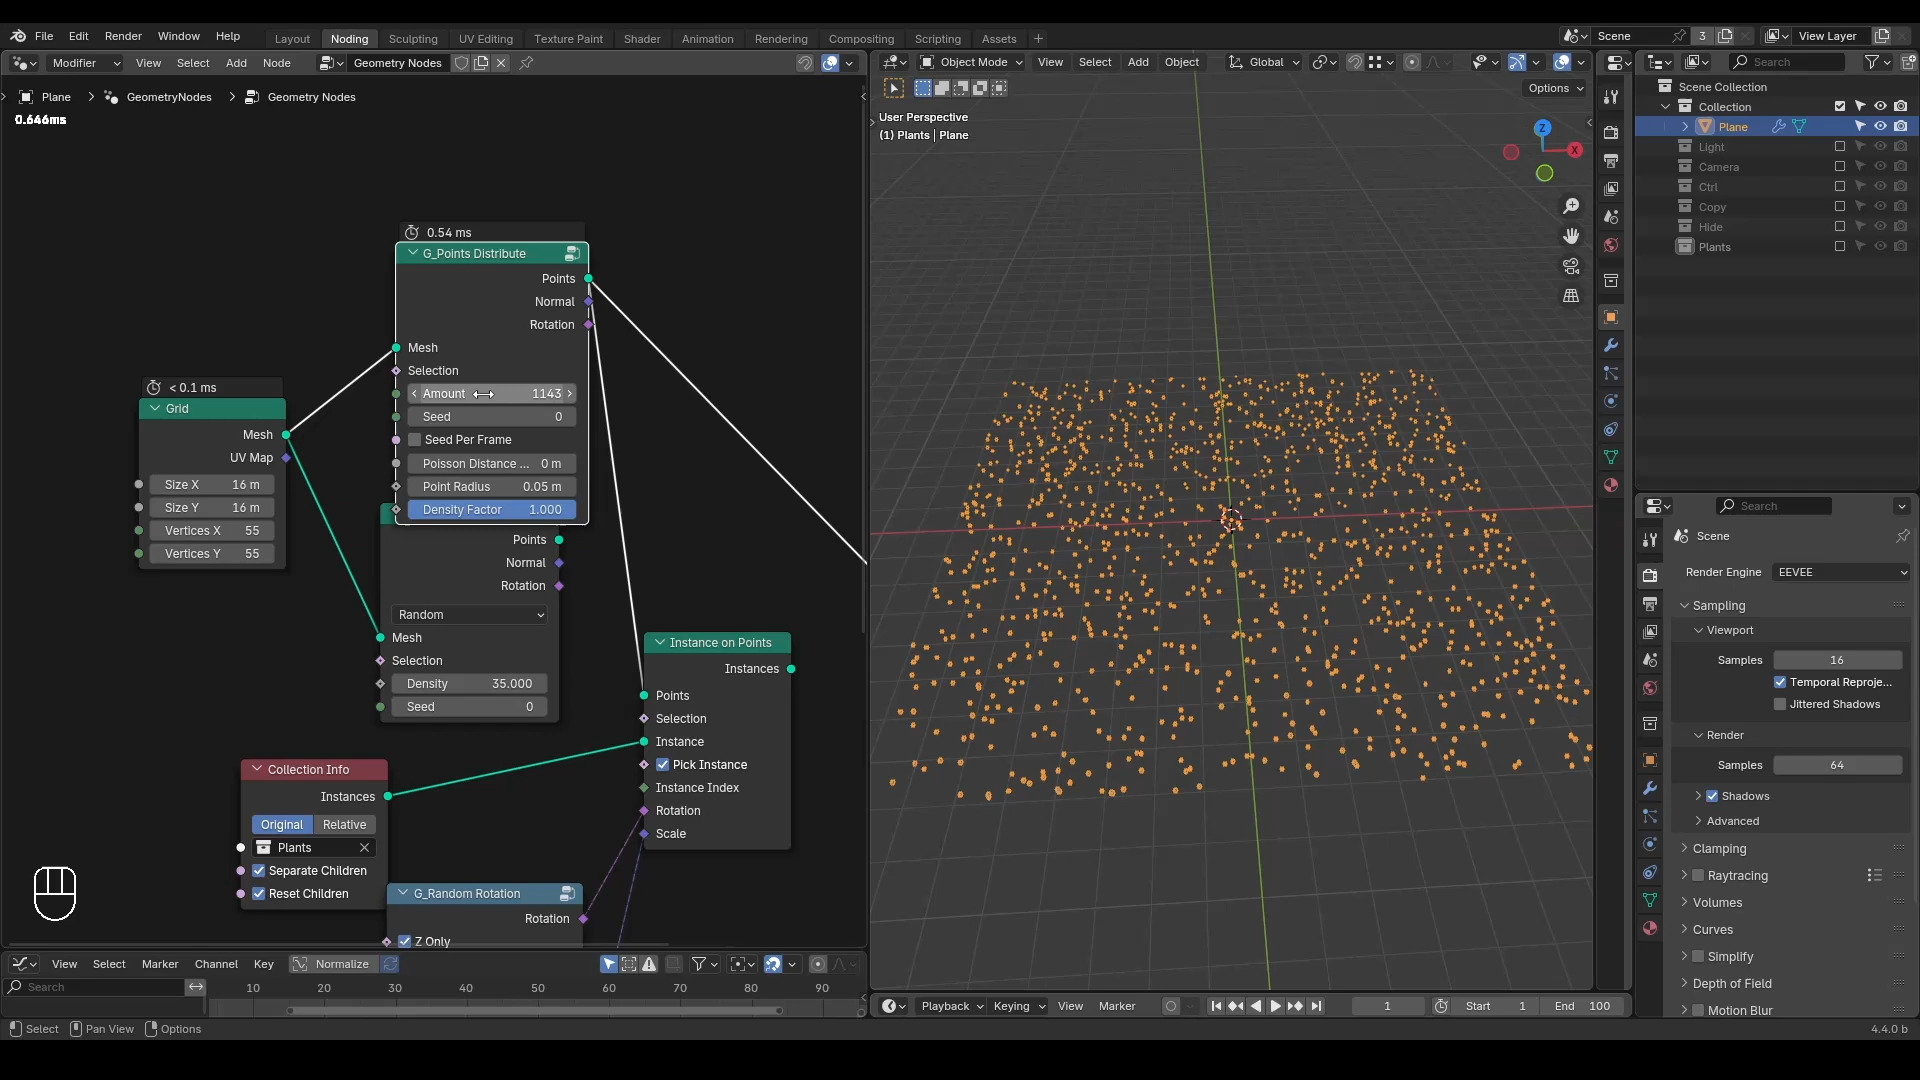 File Edit Render Window Help
Layout Noding Sculpting UV Editing Texture Paint Shader Animation Rendering Compositing Scripting Assets +
Scene 3 View Layer
Modifier View Select Add Node Geometry Nodes
Object Mode View Select Add Object Global
Search
Plane > GeometryNodes > Geometry Nodes
Options
0.646ms
User Perspective
(1) Plants | Plane
Z
X
Scene Collection
Collection
Plane
Light
Camera
Ctrl
Copy
Hide
Plants
0.54 ms
G_Points Distribute
Points
Normal
Rotation
Mesh
Selection
Amount 1143
Seed 0
Seed Per Frame
Poisson Distance ... 0 m
Point Radius 0.05 m
Density Factor 1.000
< 0.1 ms
Grid
Mesh
UV Map
Size X 16 m
Size Y 16 m
Vertices X 55
Vertices Y 55
Points
Normal
Rotation
Random
Mesh
Selection
Density 35.000
Seed 0
Instance on Points
Instances
Points
Selection
Instance
Pick Instance
Instance Index
Rotation
Scale
Collection Info
Instances
Original Relative
Plants
Separate Children
Reset Children
G_Random Rotation
Rotation
Z Only
Search
Scene
Render Engine EEVEE
Sampling
Viewport
Samples 16
Temporal Reproje...
Jittered Shadows
Render
Samples 64
Shadows
Advanced
Clamping
Raytracing
Volumes
Curves
Simplify
Depth of Field
Motion Blur
View Select Marker Channel Key Normalize
Search 10 20 30 40 50 60 70 80 90
Playback Keying View Marker 1 Start 1 End 100
Select Pan View Options
4.4.0 b